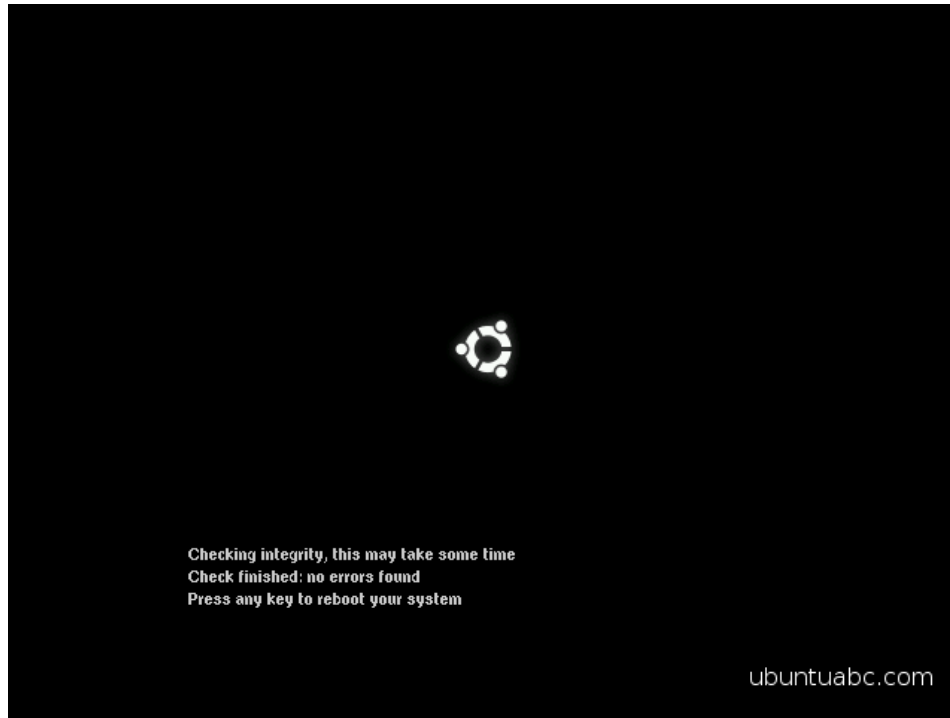 Checking integrity, this may take some time
Check finished: no errors found
Press any key to reboot your system
ubuntuabc.com